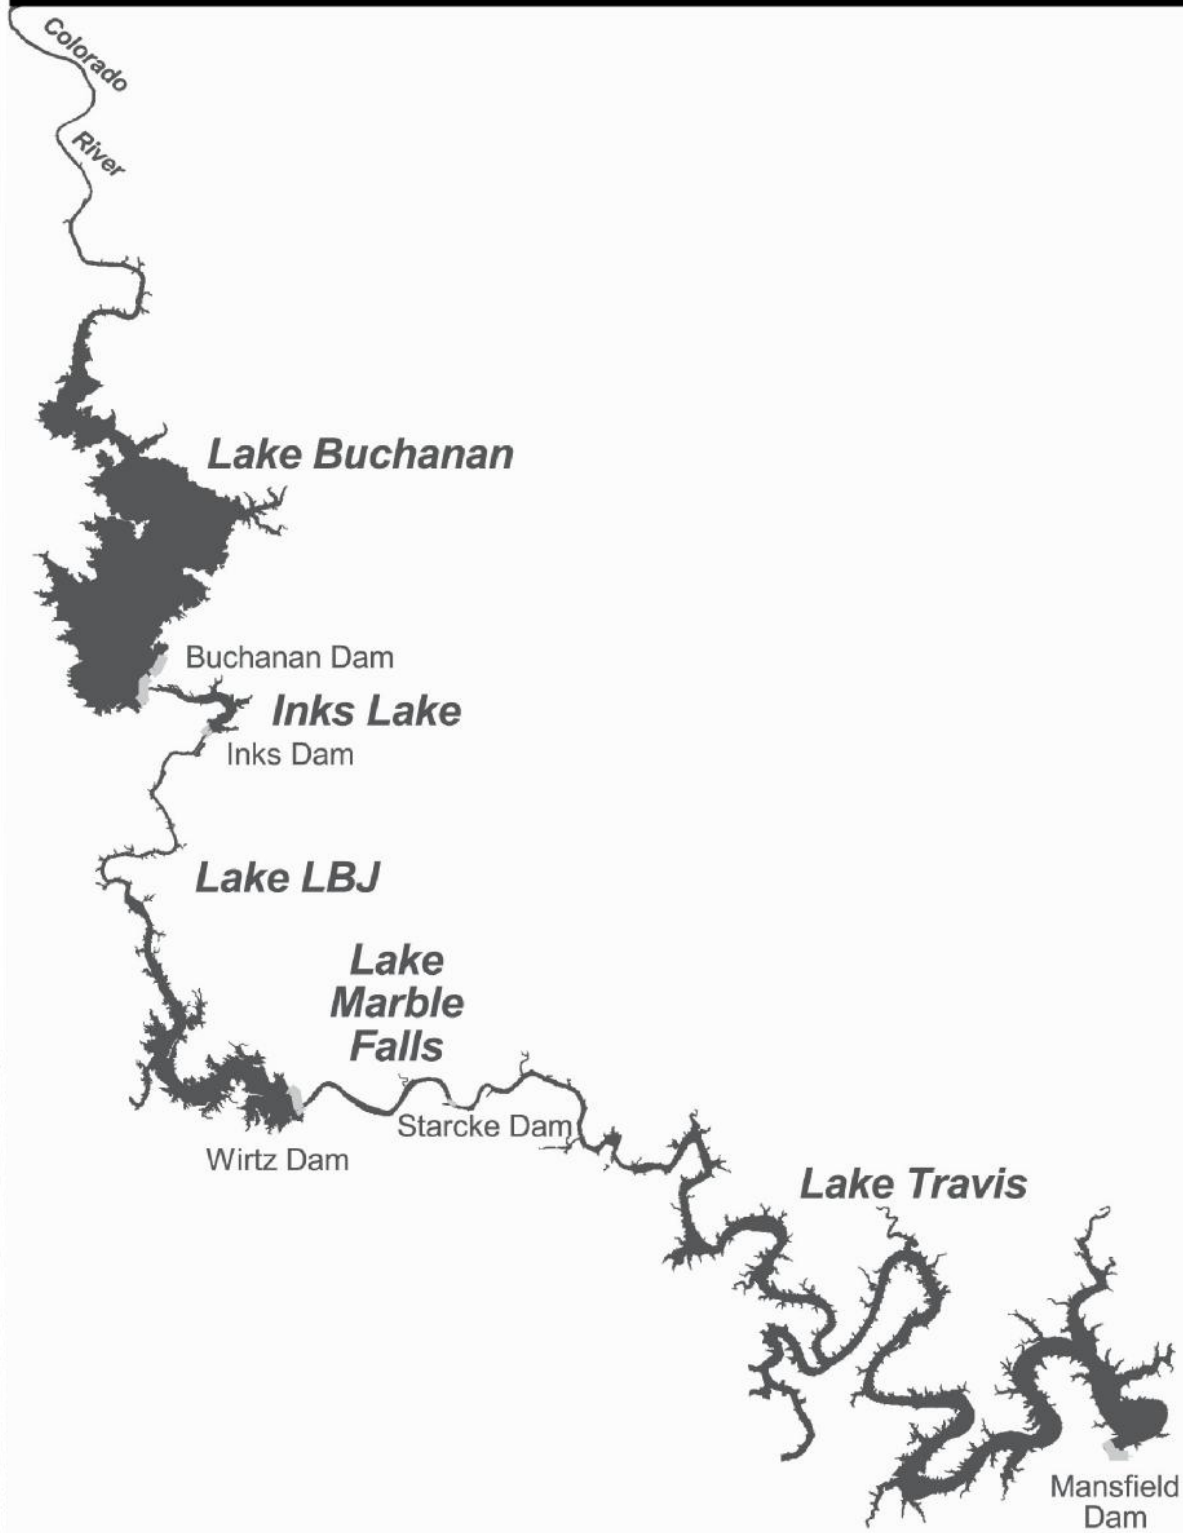 Colorado
River
Lake Buchanan
Buchanan Dam
Inks Lake
Inks Dam
Lake LBJ
Lake
Marble
Falls
Starcke Dam
Wirtz Dam
Lake Travis
Mansfield
Dam